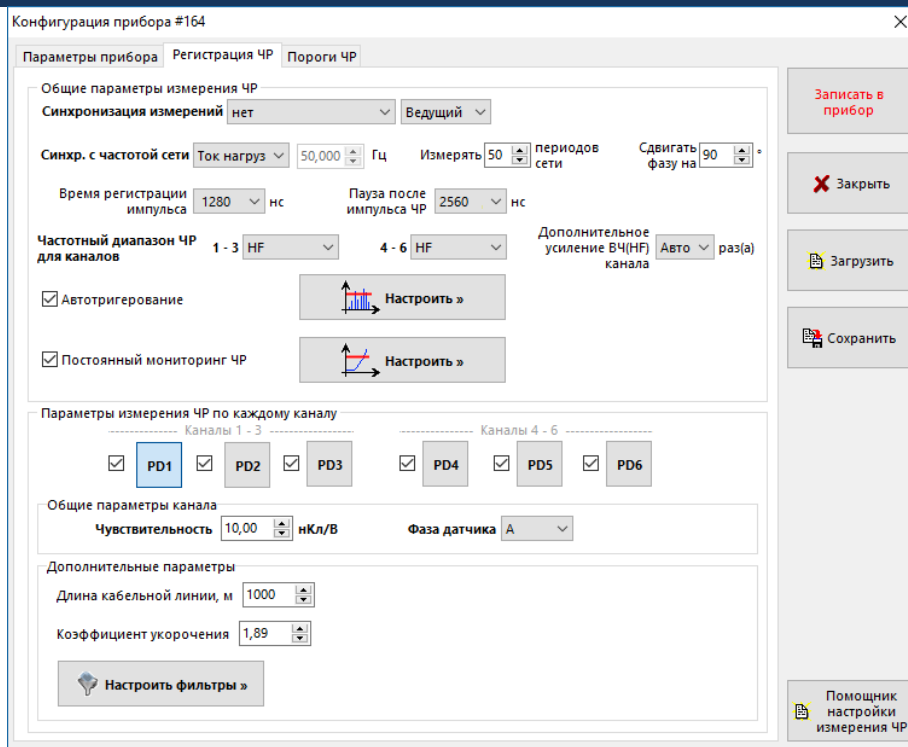 Конфигурация прибора #164
Параметры прибора Регистрация ЧР Пороги ЧР
Общие параметры измерения ЧР
Синхронизация измерений нет Ведущий
Синхр. с частотой сети Ток нагруз 50,000 Гц Измерять 50 периодов сети Сдвигать фазу на 90 °
Время регистрации импульса 1280 нс Пауза после импульса ЧР 2560 нс
Частотный диапазон ЧР для каналов 1 - 3 HF 4 - 6 HF Дополнительное усиление ВЧ(HF) канала Авто раз(а)
Автотригерование Настроить »
Постоянный мониторинг ЧР Настроить »
Параметры измерения ЧР по каждому каналу
Каналы 1 - 3 Каналы 4 - 6
PD1 PD2 PD3 PD4 PD5 PD6
Общие параметры канала
Чувствительность 10,00 нКл/В Фаза датчика A
Дополнительные параметры
Длина кабельной линии, м 1000
Коэффициент укорочения 1,89
Настроить фильтры »
Записать в
прибор
Закрыть
Загрузить
Сохранить
Помощник
настройки
измерения ЧР